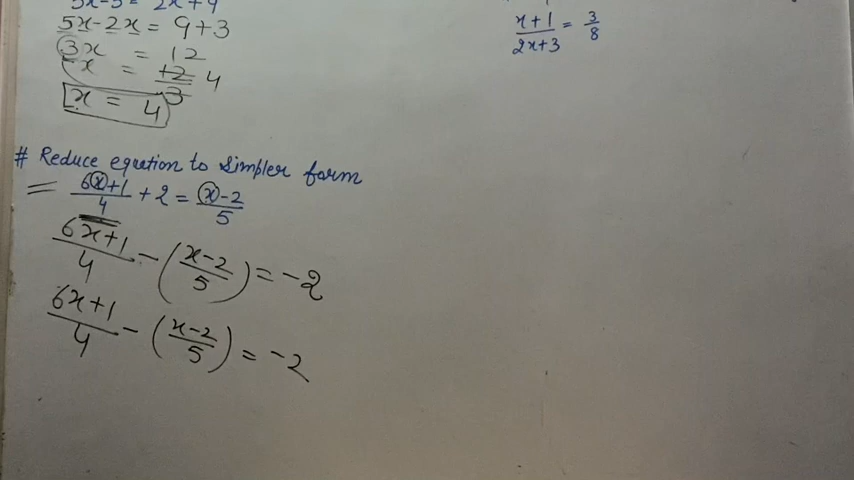 5x-2x = 9+3
3x = 12
x = 12/3 4
x = 4
# Reduce equation to simpler form
= 6x+1/4 + 2 = x-2/5
6x+1/4 - (x-2/5) = -2
6x+1/4 - (x-2/5) = -2
x+1/2x+3 = 3/8